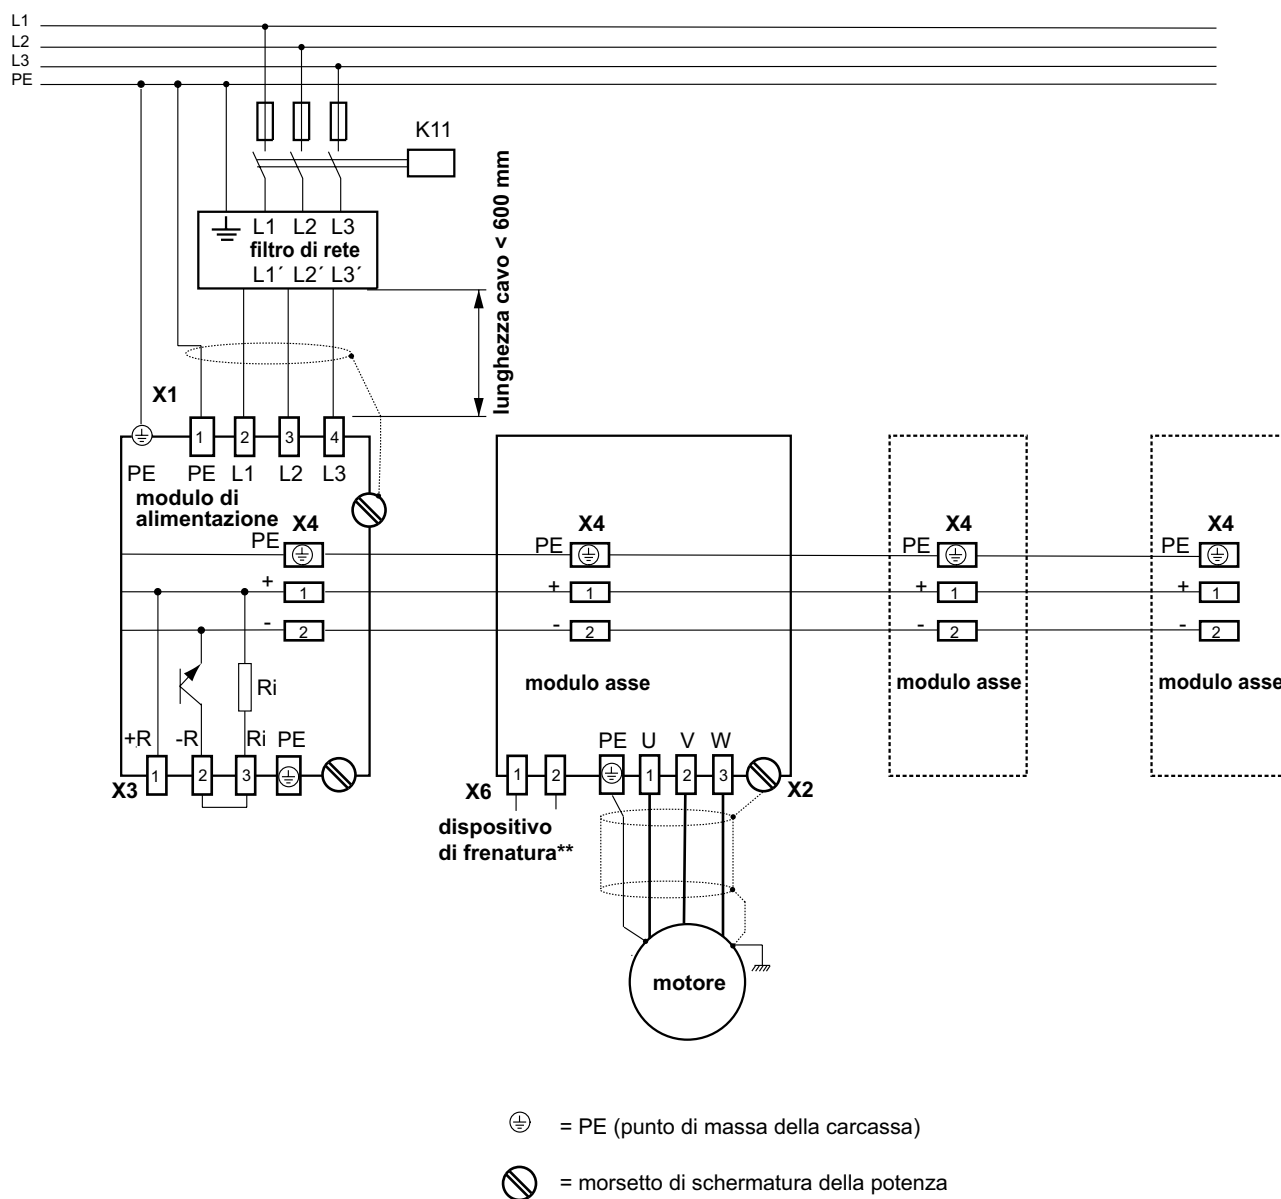 L1
L2
L3
PE
K11
L1 L2 L3
filtro di rete
L1´ L2´ L3´
lunghezza cavo < 600 mm
X1
1 2 3 4
PE PE L1 L2 L3
modulo di
alimentazione
X4
PE
+ 1
- 2
Ri
+R -R Ri PE
X3 1 2 3
X4
PE
+ 1
- 2
modulo asse
PE U V W
X6 1 2 1 2 3 X2
dispositivo
di frenatura**
motore
X4
PE
+ 1
- 2
modulo asse
X4
PE
+ 1
- 2
modulo asse
= PE (punto di massa della carcassa)
= morsetto di schermatura della potenza